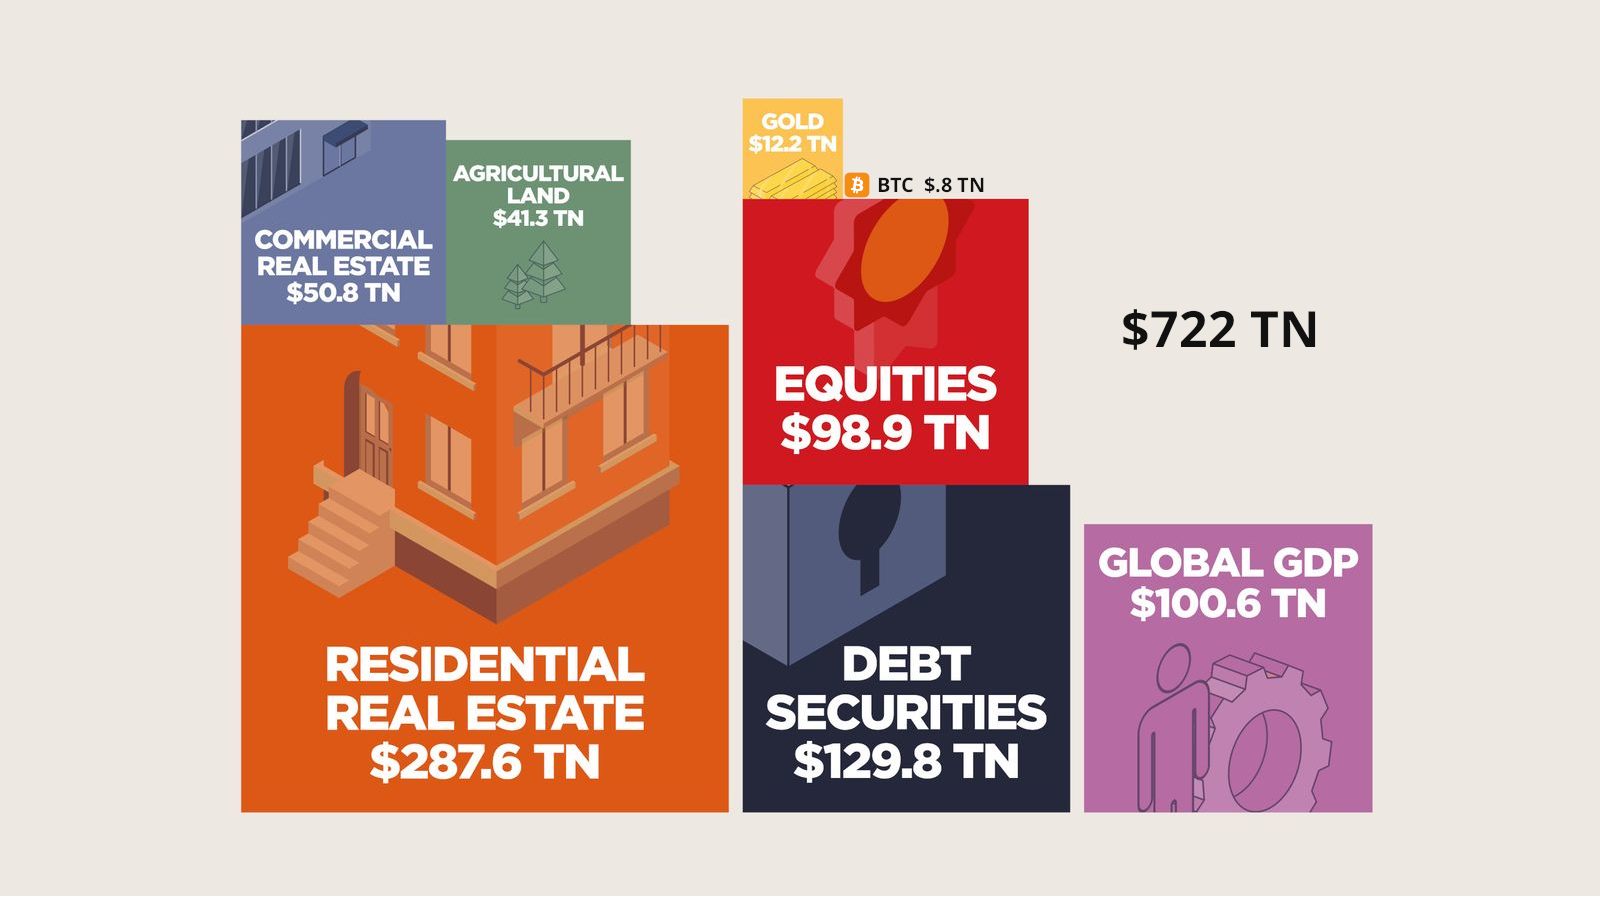 COMMERCIAL
REAL ESTATE
$50.8 TN
AGRICULTURAL
LAND
$41.3 TN
RESIDENTIAL
REAL ESTATE
$287.6 TN
GOLD
$12.2 TN
BTC $.8 TN
EQUITIES
$98.9 TN
DEBT
SECURITIES
$129.8 TN
$722 TN
GLOBAL GDP
$100.6 TN